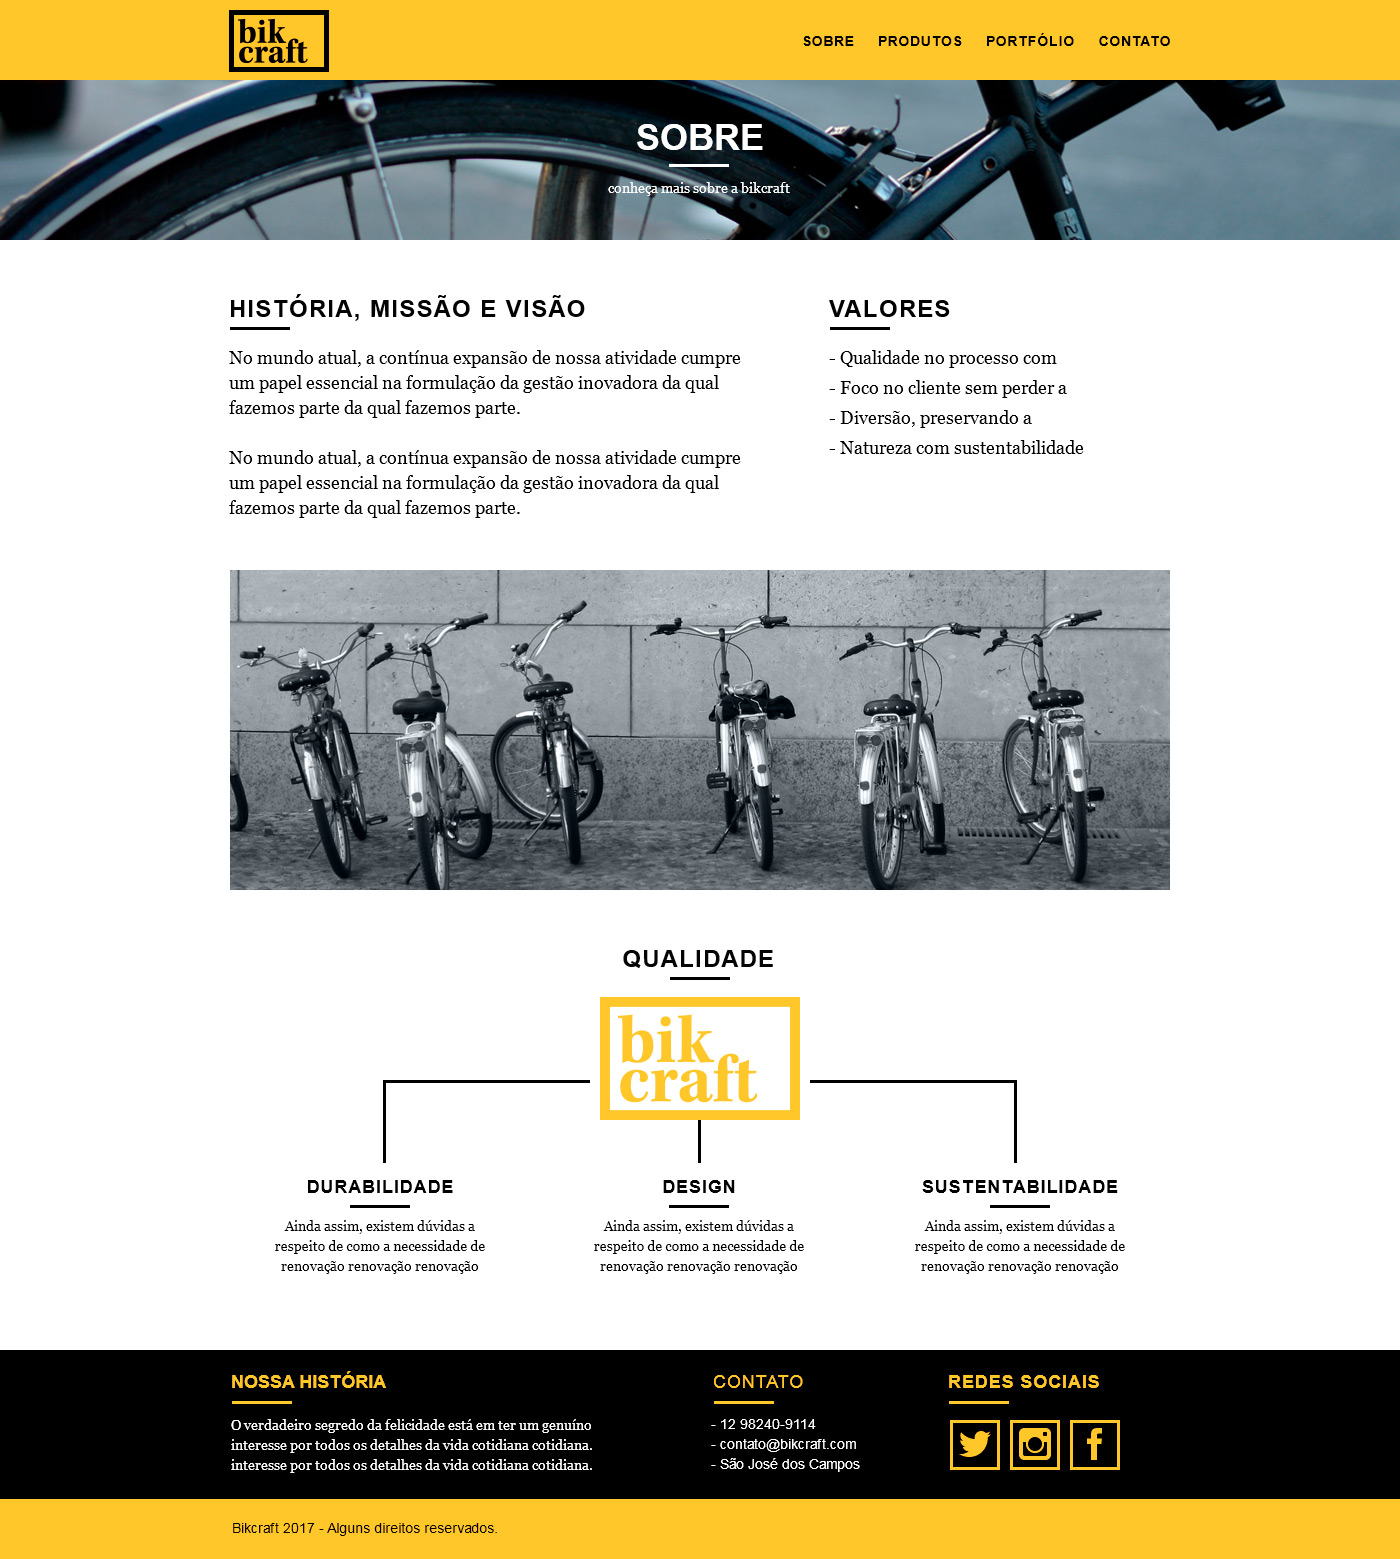 bik
craft
SOBRE PRODUTOS PORTFÓLIO CONTATO
SOBRE
conheça mais sobre a bikcraft
HISTÓRIA, MISSÃO E VISÃO
No mundo atual, a contínua expansão de nossa atividade cumpre
um papel essencial na formulação da gestão inovadora da qual
fazemos parte da qual fazemos parte.
No mundo atual, a contínua expansão de nossa atividade cumpre
um papel essencial na formulação da gestão inovadora da qual
fazemos parte da qual fazemos parte.
VALORES
- Qualidade no processo com
- Foco no cliente sem perder a
- Diversão, preservando a
- Natureza com sustentabilidade
QUALIDADE
bik
craft
DURABILIDADE
Ainda assim, existem dúvidas a
respeito de como a necessidade de
renovação renovação renovação
DESIGN
Ainda assim, existem dúvidas a
respeito de como a necessidade de
renovação renovação renovação
SUSTENTABILIDADE
Ainda assim, existem dúvidas a
respeito de como a necessidade de
renovação renovação renovação
NOSSA HISTÓRIA
O verdadeiro segredo da felicidade está em ter um genuíno
interesse por todos os detalhes da vida cotidiana cotidiana.
interesse por todos os detalhes da vida cotidiana cotidiana.
CONTATO
- 12 98240-9114
- contato@bikcraft.com
- São José dos Campos
REDES SOCIAIS
Bikcraft 2017 - Alguns direitos reservados.